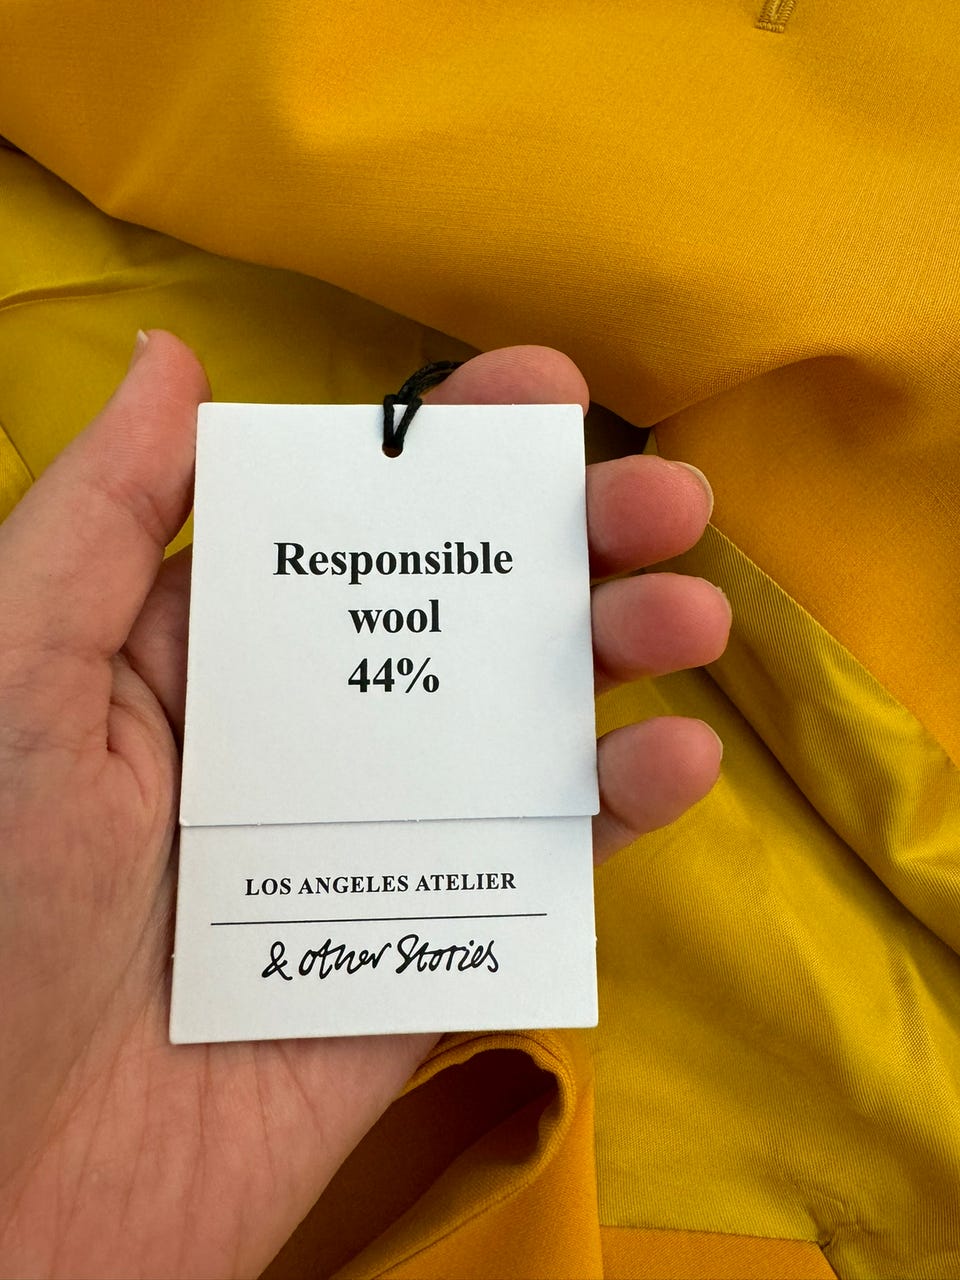 Responsible
wool
44%
LOS ANGELES ATELIER
& other Stories